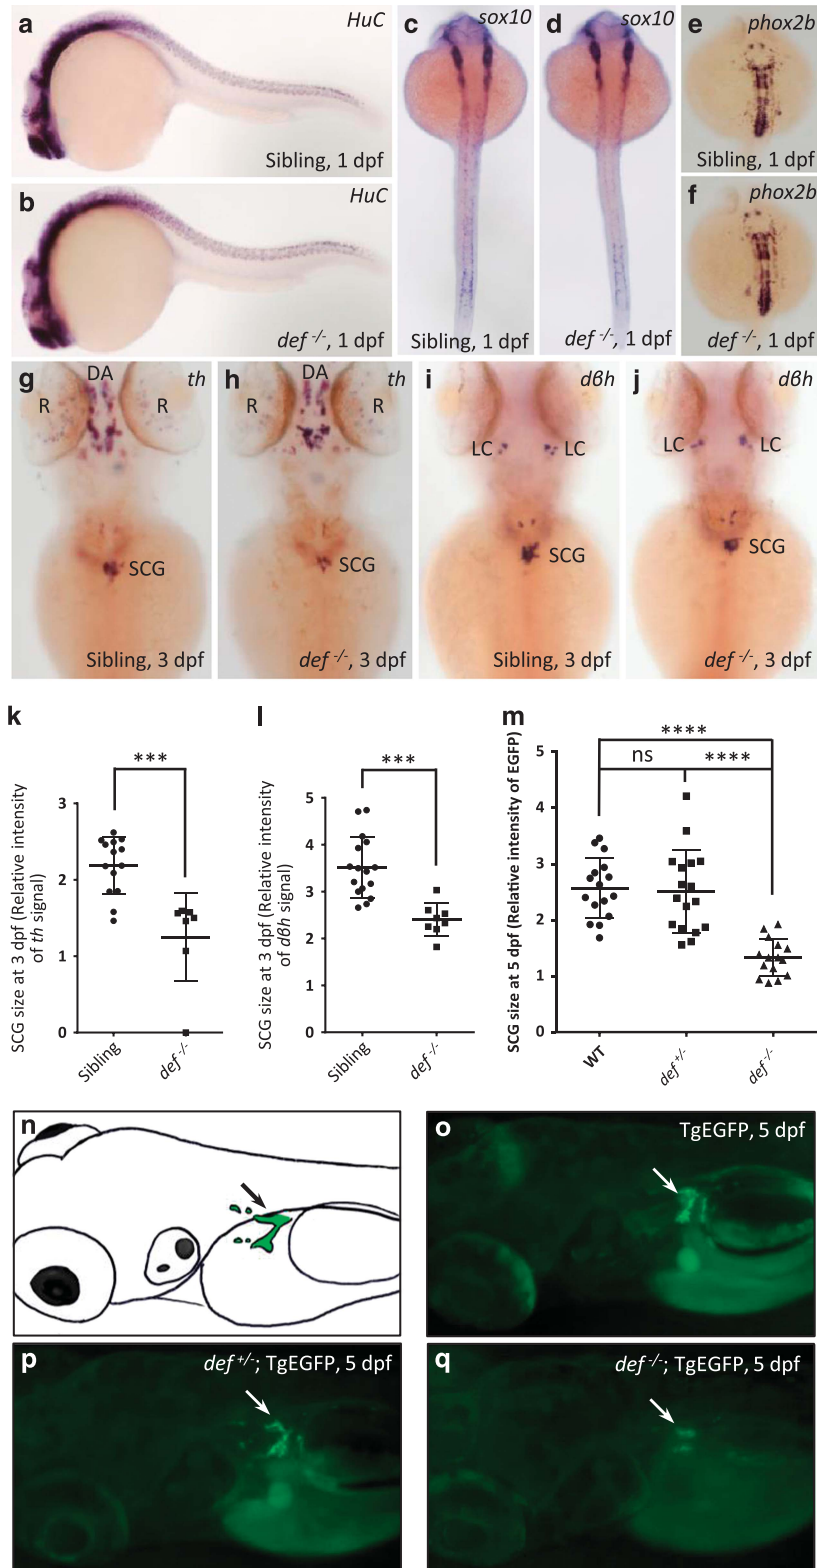 a HuC
Sibling, 1 dpf
b HuC
def -/-, 1 dpf
c sox10
Sibling, 1 dpf
d sox10
def -/-, 1 dpf
e phox2b
Sibling, 1 dpf
f phox2b
def -/-, 1 dpf
g DA th
R R
SCG
Sibling, 3 dpf
h DA th
R R
SCG
def -/-, 3 dpf
i dβh
LC LC
SCG
Sibling, 3 dpf
j dβh
LC LC
SCG
def -/-, 3 dpf
k
***
SCG size at 3 dpf (Relative intensity
of th signal)
3
2
1
0
Sibling
def -/-
l
***
SCG size at 3 dpf (Relative intensity
of dβh signal)
5
4
3
2
1
0
Sibling
def -/-
m
****
ns ****
SCG size at 5 dpf (Relative intensity of EGFP)
5
4
3
2
1
0
WT
def +/-
def -/-
n
o TgEGFP, 5 dpf
p def +/-; TgEGFP, 5 dpf
q def -/-; TgEGFP, 5 dpf